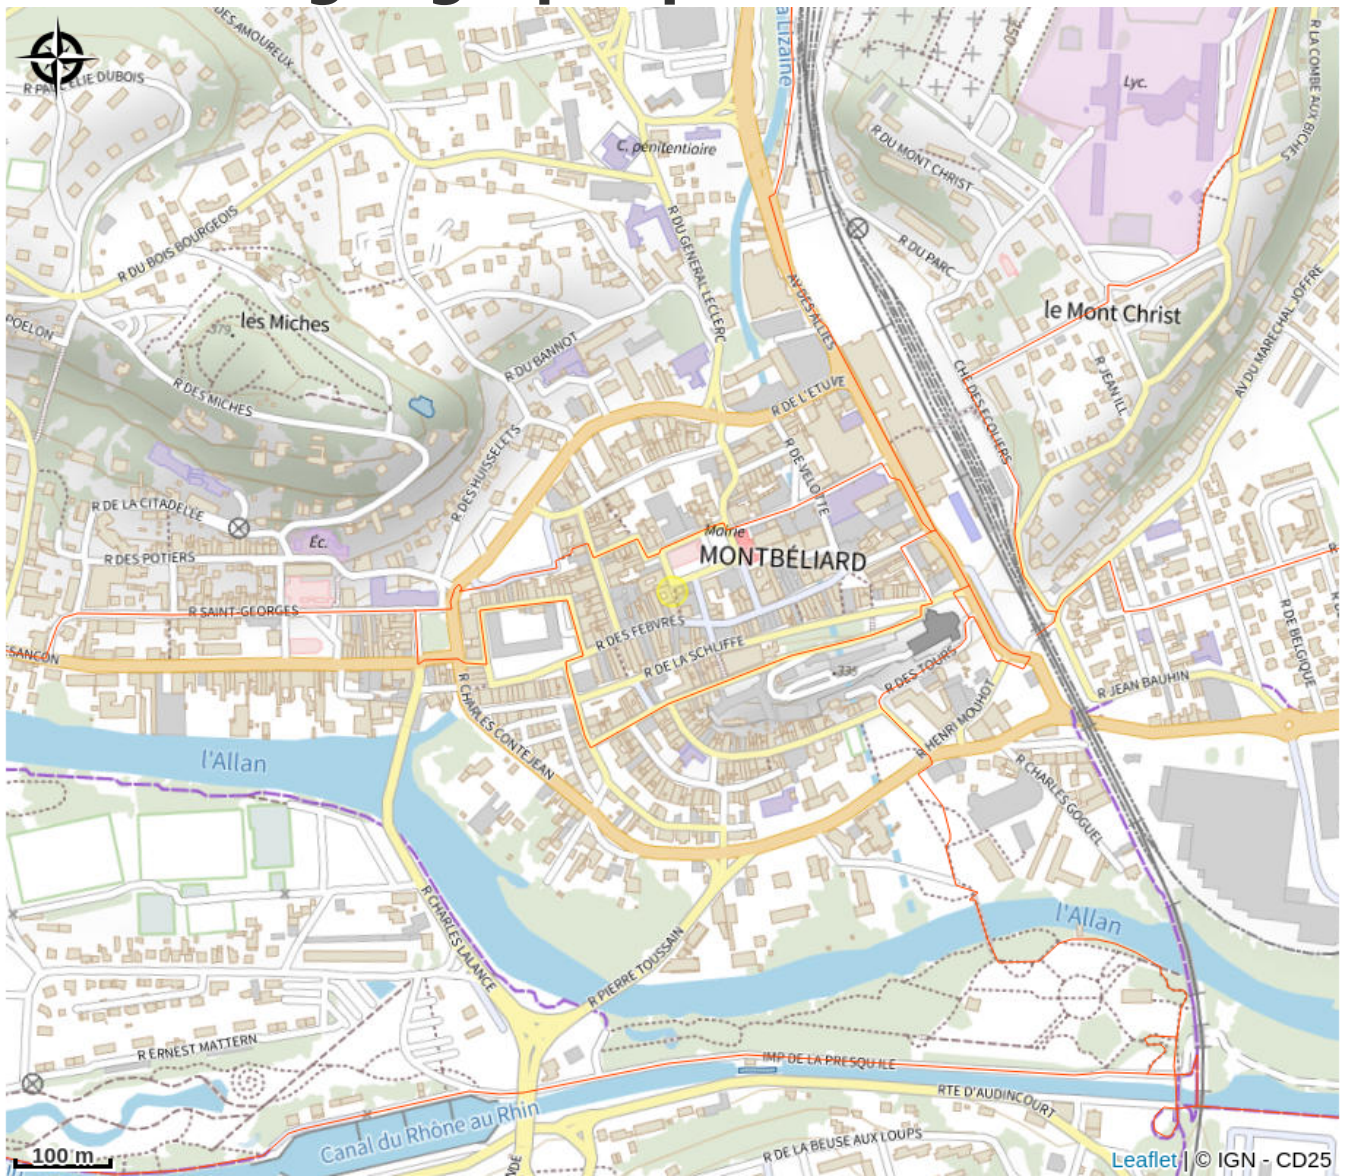 DES AMOUREUX
R PAUL ELIE DUBOIS
la Lizaine
350
Lyc.
R LA COMBE AUX BICHES
C. pénitentiaire
R DU MONT CHRIST
R DU BOIS BOURGEOIS
R DU GENERAL LECLERC
R DU PARC
AV DES ALLIES
le Mont Christ
AV DU MARECHAL JOFFRE
POELON
379
les Miches
R DU BANNOT
R DES MICHES
R DE L'ETUVE
CHE DES ECOLIERS
R JEAN ILL
R DES HUISSELETS
R DE VELOTTE
R DE LA CITADELLE
Éc.
Mairie
MONTBÉLIARD
R DES POTIERS
R SAINT-GEORGES
R DES FEBVRES
R DE LA SCHLIFFE
R DE BELGIQUE
SANCON
335
R DES TOURS
R JEAN BAUHIN
R CHARLES CONTEJEAN
R HENRI MOUHOT
l'Allan
R CHARLES GOGUEL
R CHARLES LALANCE
l'Allan
R PIERRE TOUSSAIN
R ERNEST MATTERN
IMP DE LA PRESQU ILE
RTE D'AUDINCOURT
Canal du Rhône au Rhin
R DE LA BEUSE AUX LOUPS
100 m
Leaflet | © IGN - CD25